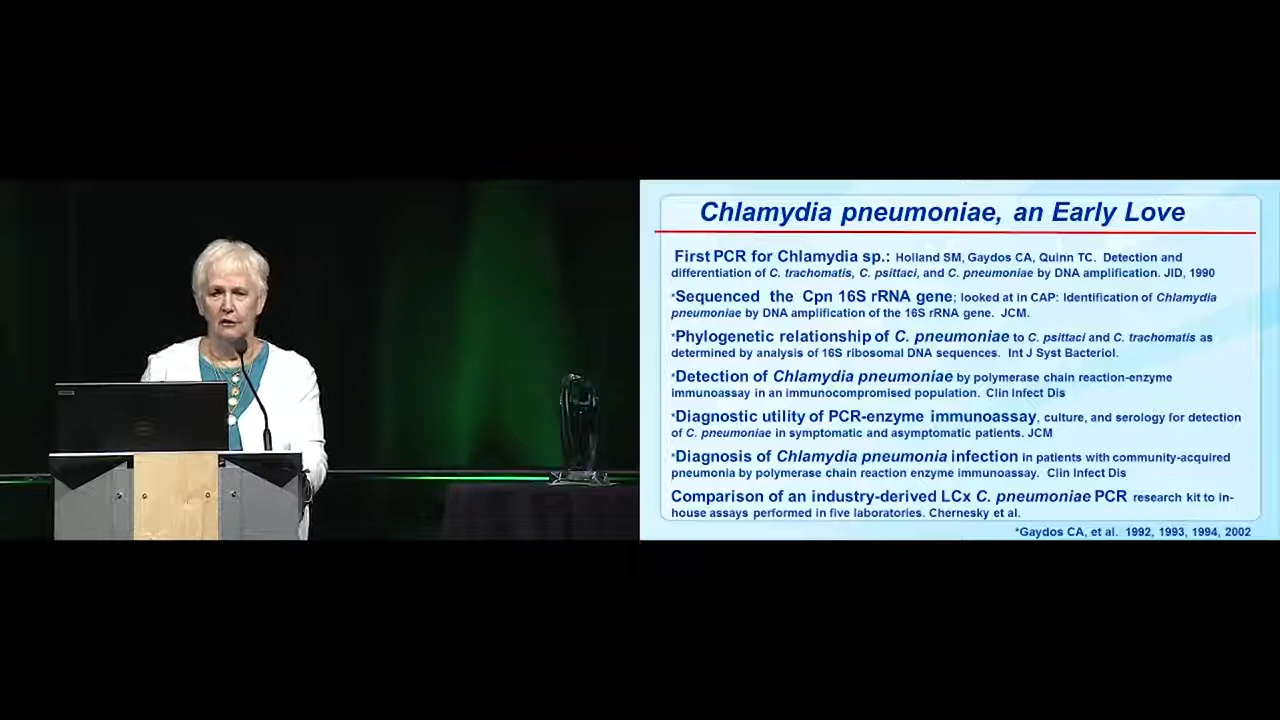 Chlamydia pneumoniae, an Early Love
First PCR for Chlamydia sp.: Holland SM, Gaydos CA, Quinn TC. Detection and
differentiation of C. trachomatis, C. psittaci, and C. pneumoniae by DNA amplification. JID, 1990
*Sequenced the Cpn 16S rRNA gene; looked at in CAP: Identification of Chlamydia
pneumoniae by DNA amplification of the 16S rRNA gene. JCM.
*Phylogenetic relationship of C. pneumoniae to C. psittaci and C. trachomatis as
determined by analysis of 16S ribosomal DNA sequences. Int J Syst Bacteriol.
*Detection of Chlamydia pneumoniae by polymerase chain reaction-enzyme
immunoassay in an immunocompromised population. Clin Infect Dis
*Diagnostic utility of PCR-enzyme immunoassay, culture, and serology for detection
of C. pneumoniae in symptomatic and asymptomatic patients. JCM
*Diagnosis of Chlamydia pneumonia infection in patients with community-acquired
pneumonia by polymerase chain reaction enzyme immunoassay. Clin Infect Dis
Comparison of an industry-derived LCx C. pneumoniae PCR research kit to in-
house assays performed in five laboratories. Chernesky et al.
*Gaydos CA, et al. 1992, 1993, 1994, 2002